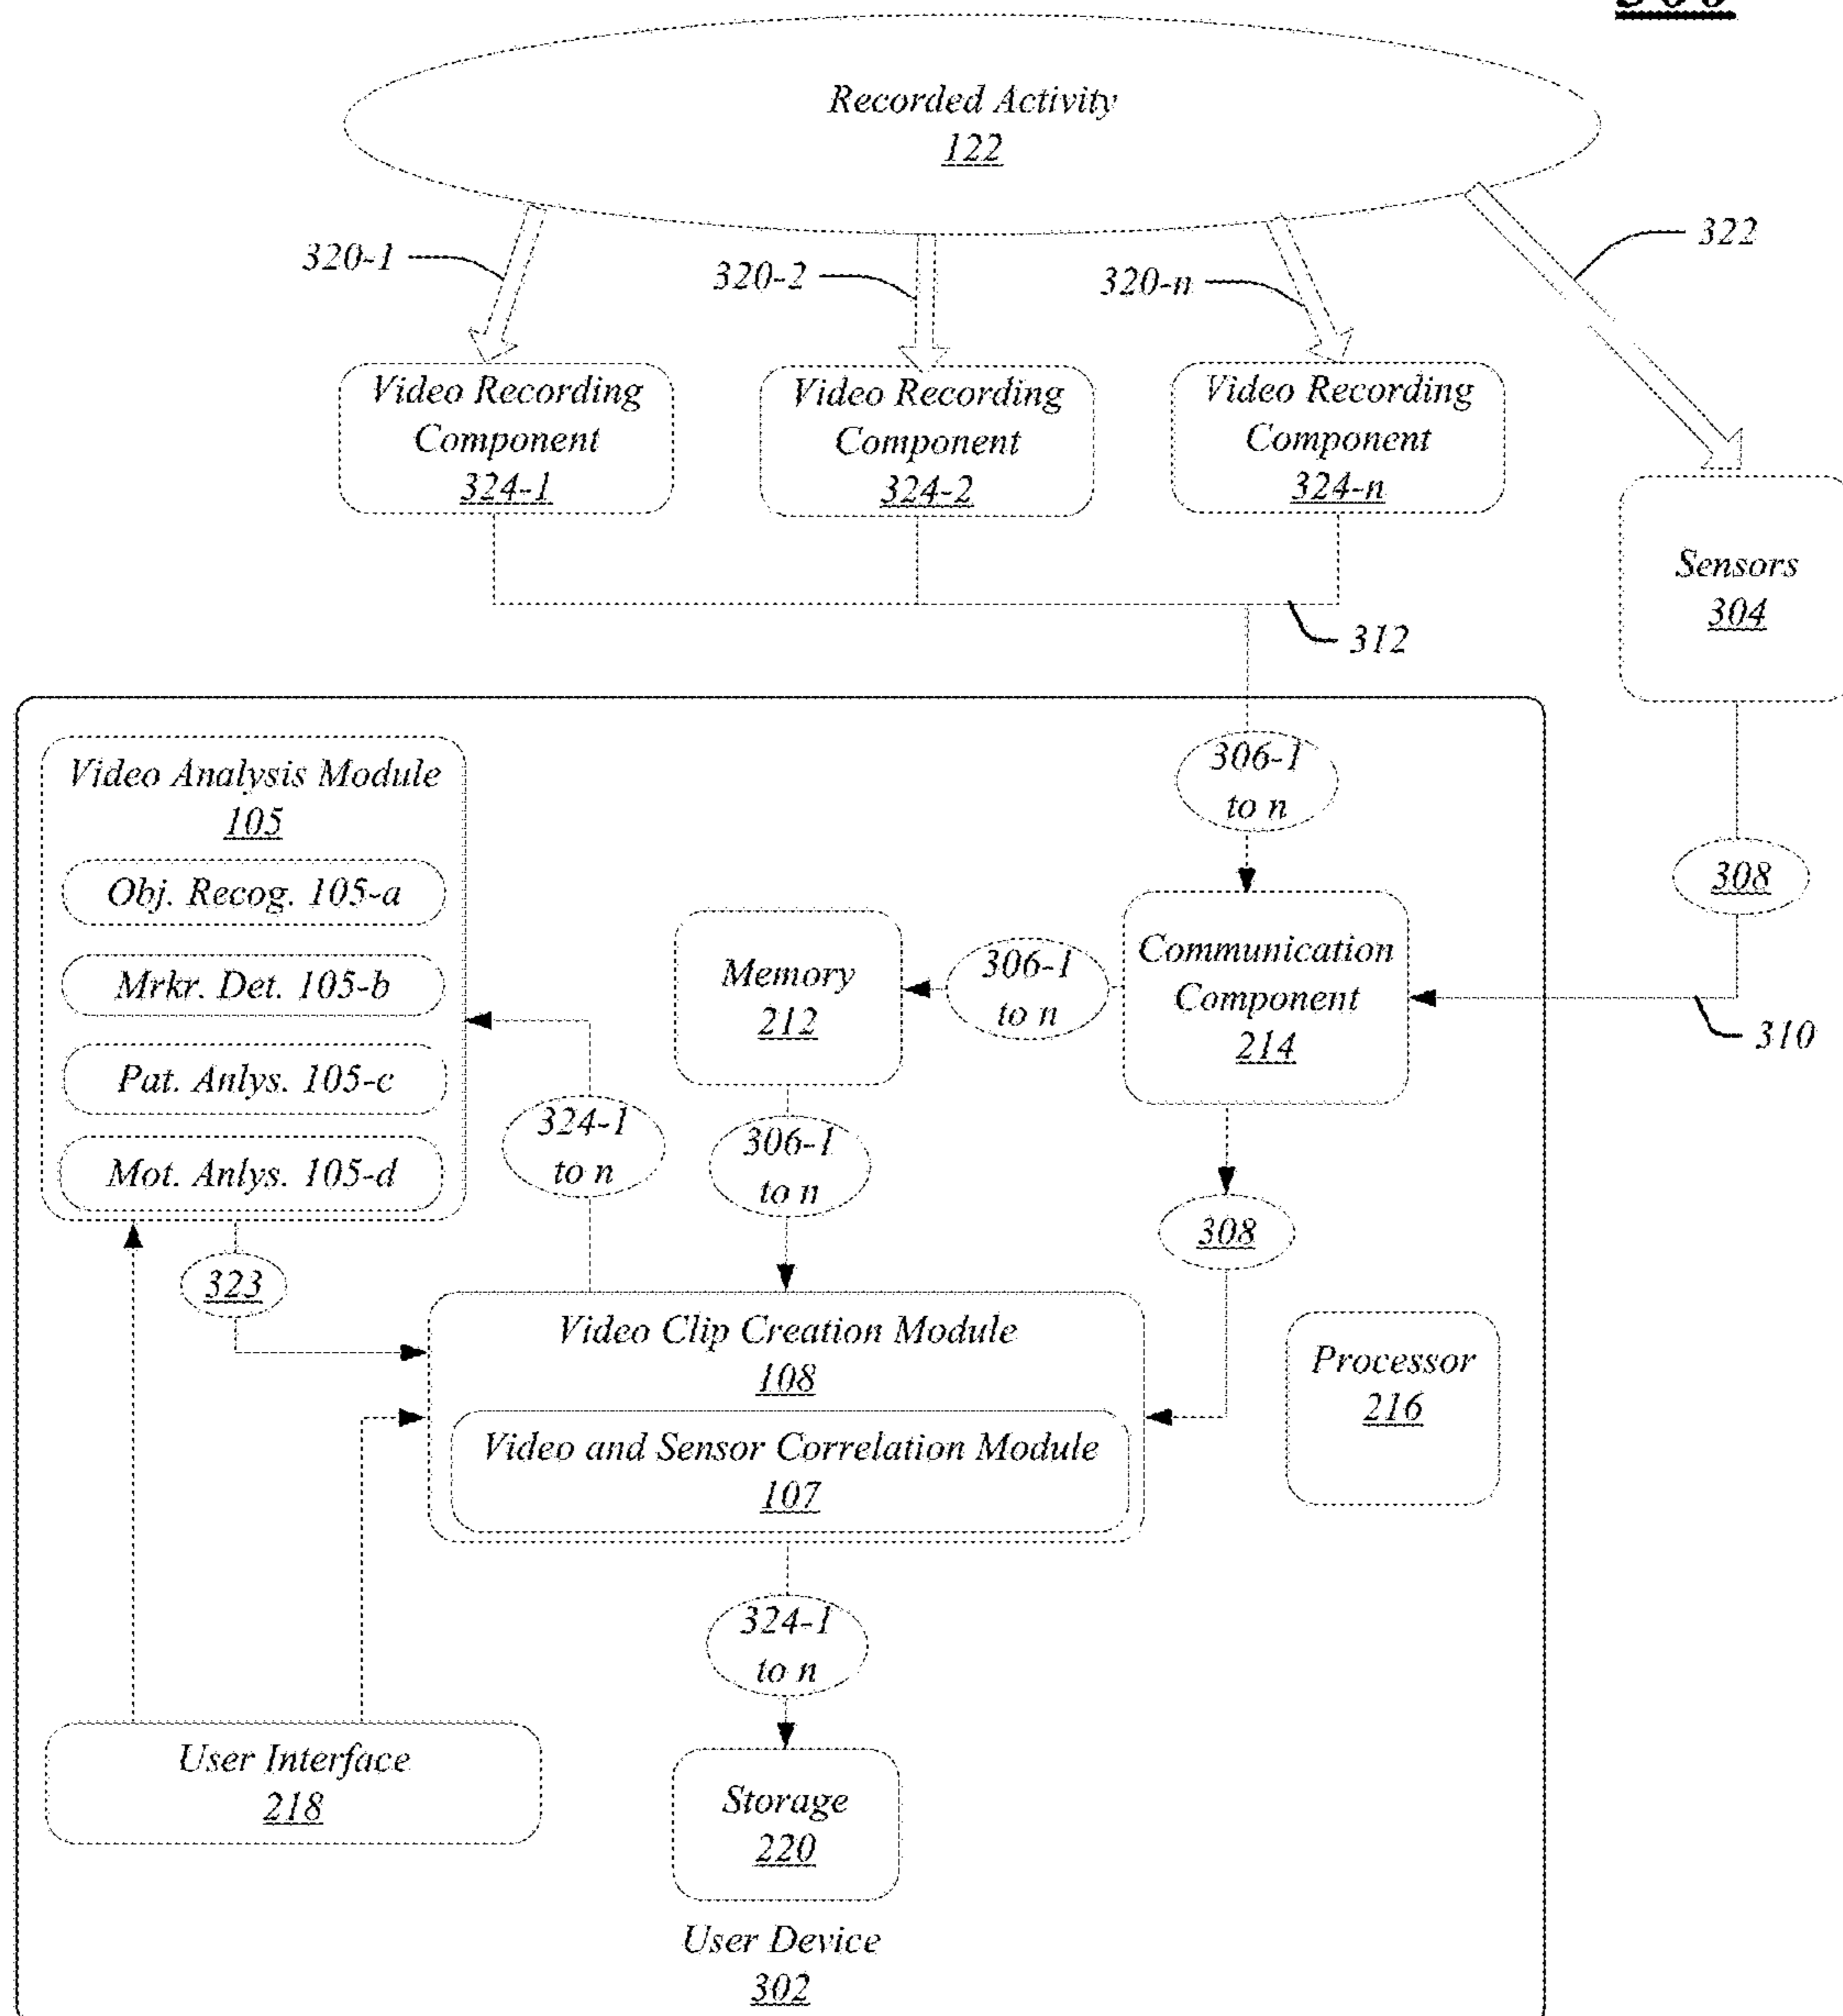 Recorded Activity
122
320-1
320-2
320-n
322
Video Recording
Component
324-1
Video Recording
Component
324-2
Video Recording
Component
324-n
Sensors
304
312
306-1
to n
308
310
Video Analysis Module
105
Obj. Recog. 105-a
Mrkr. Det. 105-b
Pat. Anlys. 105-c
Mot. Anlys. 105-d
Memory
212
306-1
to n
Communication
Component
214
324-1
to n
306-1
to n
308
323
Video Clip Creation Module
108
Video and Sensor Correlation Module
107
Processor
216
324-1
to n
User Interface
218
Storage
220
User Device
302